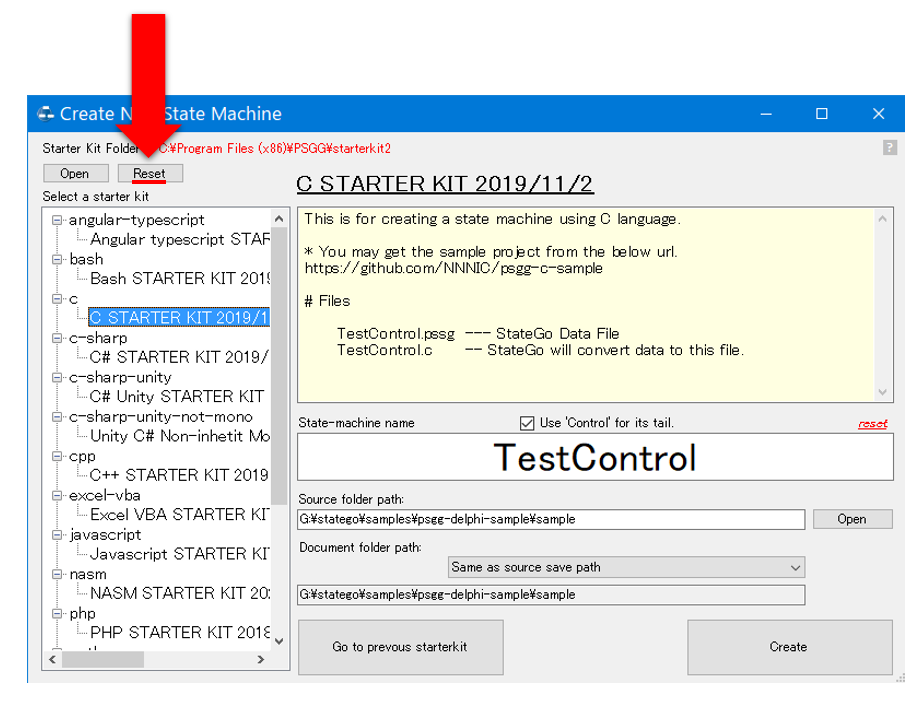 Create N State Machine
Starter Kit Folder C:¥Program Files (x86)¥PSGG¥starterkit2
?
Open Reset
Select a starter kit
angular-typescript
Angular typescript STAR
bash
Bash STARTER KIT 2019
c
C STARTER KIT 2019/1
c-sharp
C# STARTER KIT 2019/
c-sharp-unity
C# Unity STARTER KIT
c-sharp-unity-not-mono
Unity C# Non-inhetit Mo
cpp
C++ STARTER KIT 2019
excel-vba
Excel VBA STARTER KI
javascript
Javascript STARTER KI
nasm
NASM STARTER KIT 20
php
PHP STARTER KIT 2018
C STARTER KIT 2019/11/2
This is for creating a state machine using C language.
* You may get the sample project from the below url.
https://github.com/NNNIC/psgg-c-sample
# Files
TestControl.pssg --- StateGo Data File
TestControl.c -- StateGo will convert data to this file.
State-machine name
Use 'Control' for its tail.
reset
TestControl
Source folder path:
G:¥statego¥samples¥psgg-delphi-sample¥sample
Open
Document folder path:
Same as source save path
G:¥statego¥samples¥psgg-delphi-sample¥sample
Go to prevous starterkit
Create